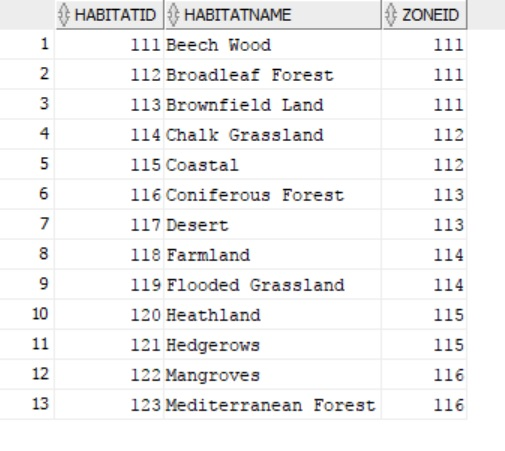 HABITATID HABITATNAME ZONEID
1 111 Beech Wood 111
2 112 Broadleaf Forest 111
3 113 Brownfield Land 111
4 114 Chalk Grassland 112
5 115 Coastal 112
6 116 Coniferous Forest 113
7 117 Desert 113
8 118 Farmland 114
9 119 Flooded Grassland 114
10 120 Heathland 115
11 121 Hedgerows 115
12 122 Mangroves 116
13 123 Mediterranean Forest 116